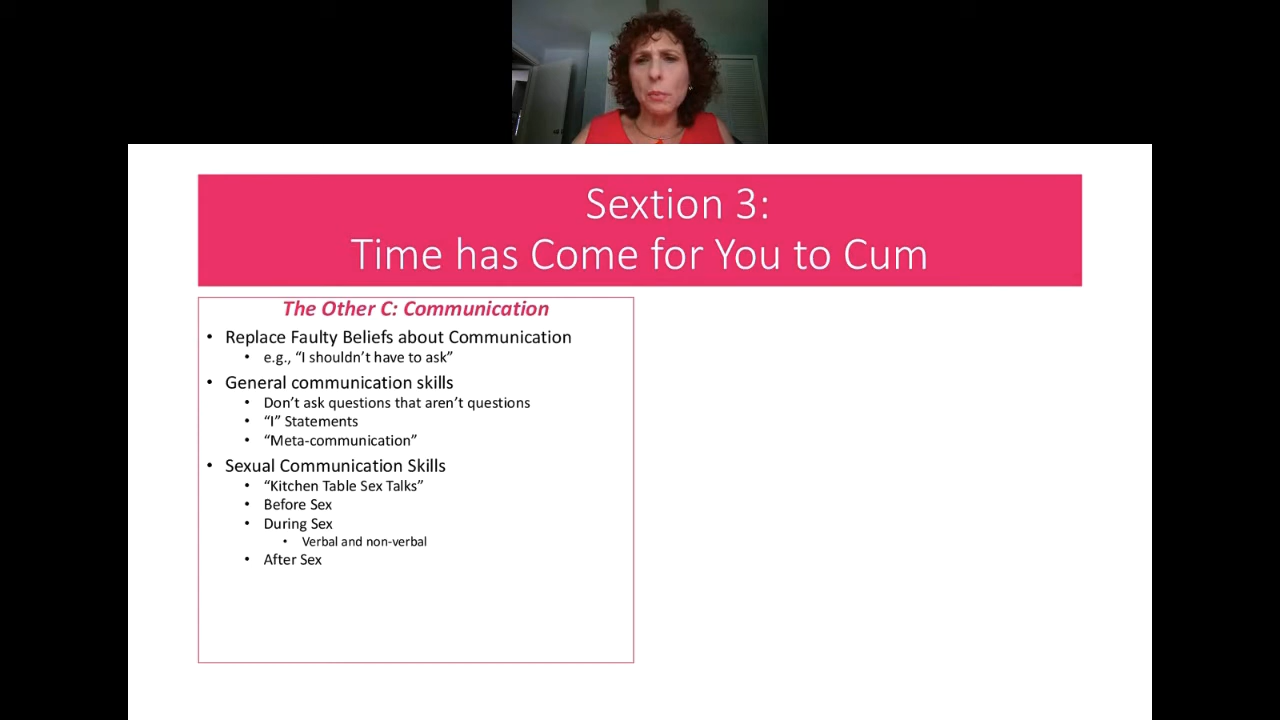 Sextion 3:
Time has Come for You to Cum
The Other C: Communication
• Replace Faulty Beliefs about Communication
• e.g., “I shouldn’t have to ask”
• General communication skills
• Don’t ask questions that aren’t questions
• “I” Statements
• “Meta-communication”
• Sexual Communication Skills
• “Kitchen Table Sex Talks”
• Before Sex
• During Sex
• Verbal and non-verbal
• After Sex